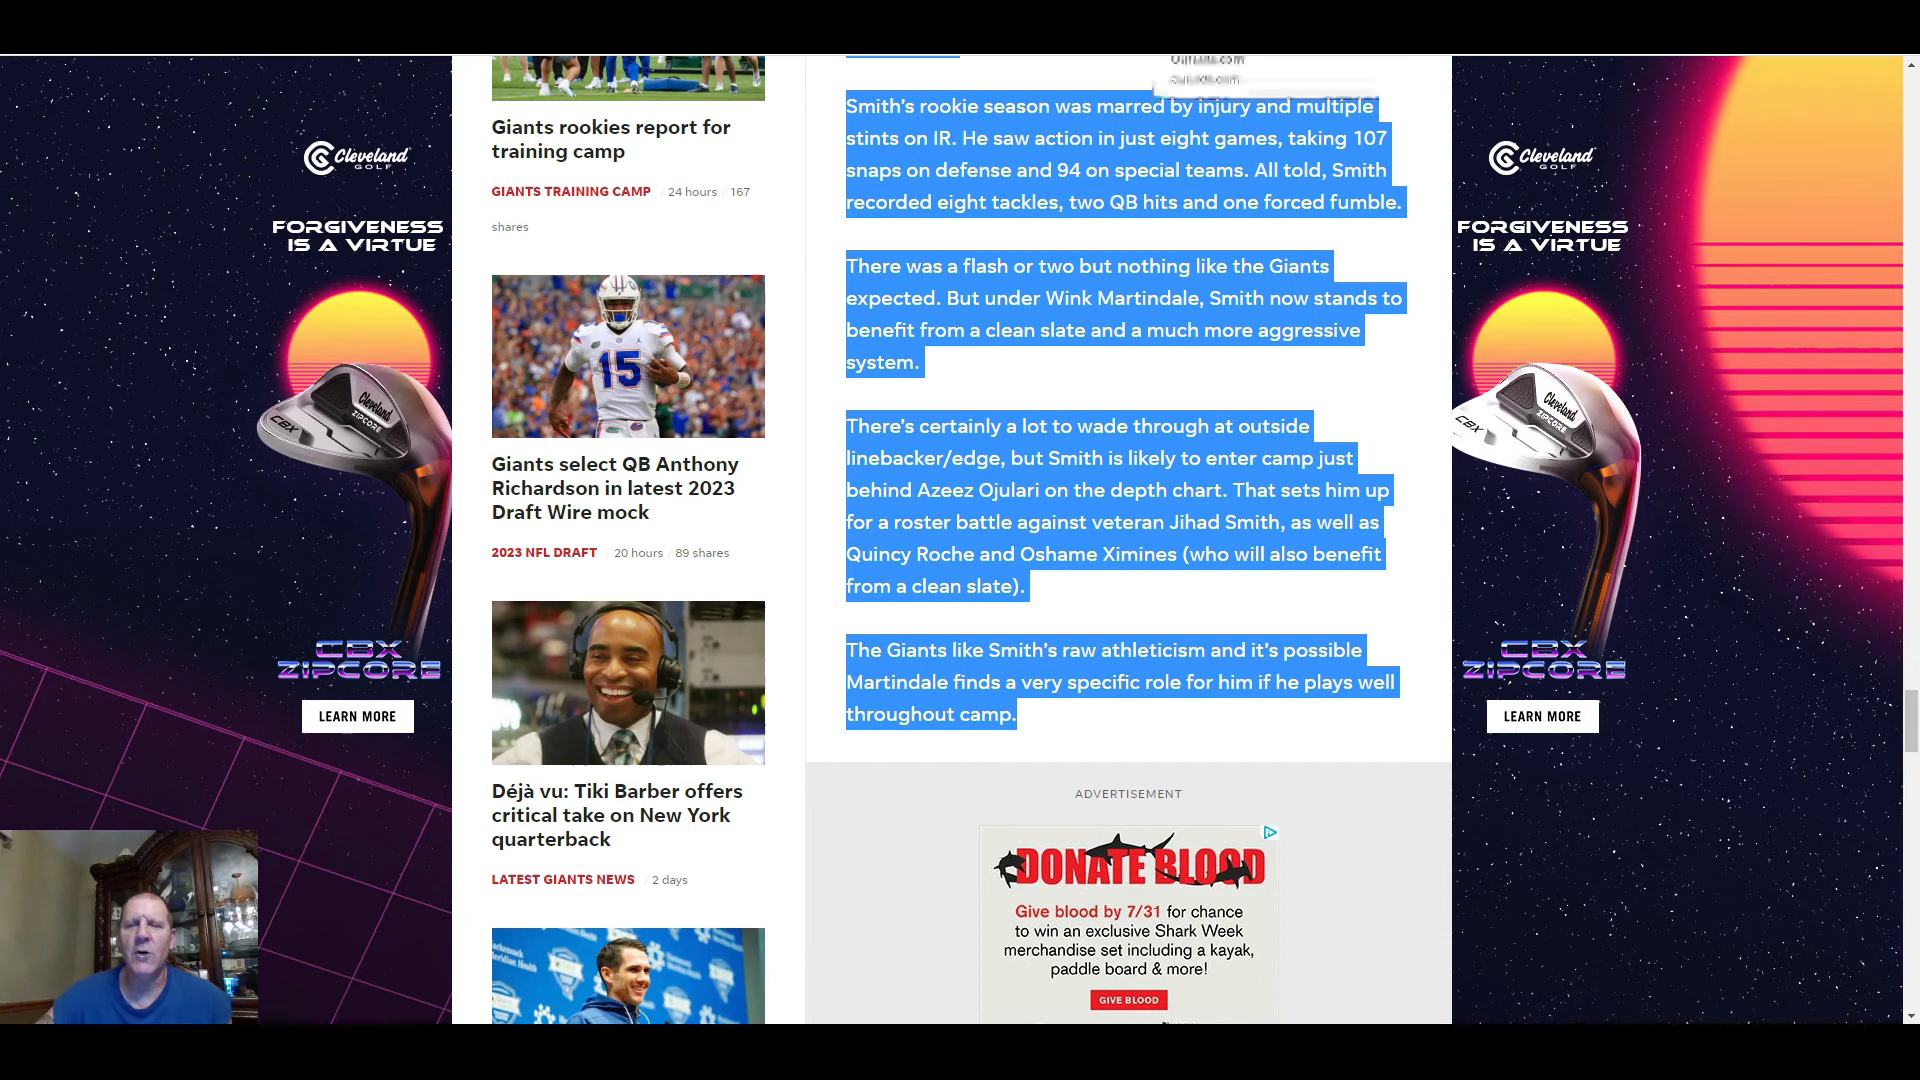 Cleveland
GOLF
FORGIVENESS
IS A VIRTUE
Cleveland
ZIPCORE
CBX
CBX
ZIPCORE
LEARN MORE
Giants rookies report for
training camp
GIANTS TRAINING CAMP / 24 hours / 167
shares
15
Giants select QB Anthony
Richardson in latest 2023
Draft Wire mock
2023 NFL DRAFT / 20 hours / 89 shares
Déjà vu: Tiki Barber offers
critical take on New York
quarterback
LATEST GIANTS NEWS / 2 days
Smith’s rookie season was marred by injury and multiple
stints on IR. He saw action in just eight games, taking 107
snaps on defense and 94 on special teams. All told, Smith
recorded eight tackles, two QB hits and one forced fumble.
There was a flash or two but nothing like the Giants
expected. But under Wink Martindale, Smith now stands to
benefit from a clean slate and a much more aggressive
system.
There’s certainly a lot to wade through at outside
linebacker/edge, but Smith is likely to enter camp just
behind Azeez Ojulari on the depth chart. That sets him up
for a roster battle against veteran Jihad Smith, as well as
Quincy Roche and Oshame Ximines (who will also benefit
from a clean slate).
The Giants like Smith’s raw athleticism and it’s possible
Martindale finds a very specific role for him if he plays well
throughout camp.
ADVERTISEMENT
DONATE BLOOD
Give blood by 7/31 for chance
to win an exclusive Shark Week
merchandise set including a kayak,
paddle board & more!
GIVE BLOOD
Cleveland
GOLF
FORGIVENESS
IS A VIRTUE
Cleveland
ZIPCORE
CBX
CBX
ZIPCORE
LEARN MORE